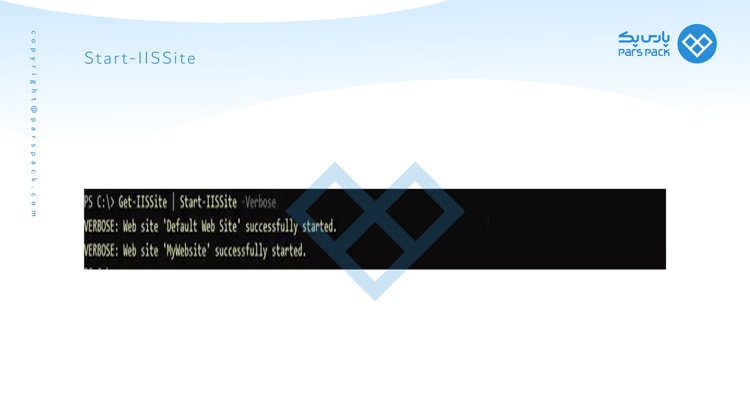 Start-IISSite
پارس پک
Pars Pack
copyright@parspack.com
PS C:\> Get-IISSite | Start-IISSite -Verbose
VERBOSE: Web site 'Default Web Site' successfully started.
VERBOSE: Web site 'MyWebsite' successfully started.